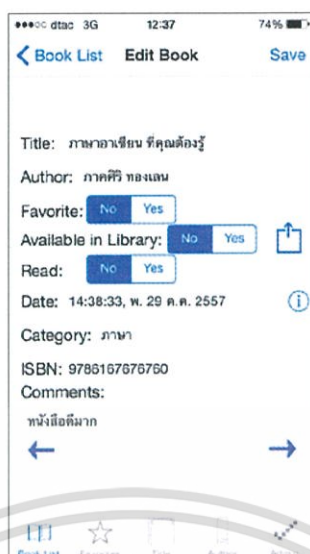 dtac 3G 12:37 74%
Book List Edit Book Save
Title: ภาษาอาเซียน ที่คุณต้องรู้
Author: ภาคศิริ ทองเลน
Favorite: No Yes
Available in Library: No Yes
Read: No Yes
Date: 14:38:33, พ. 29 ต.ค. 2557
Category: ภาษา
ISBN: 9786167676760
Comments:
หนังสือดีมาก
Book List Title Author